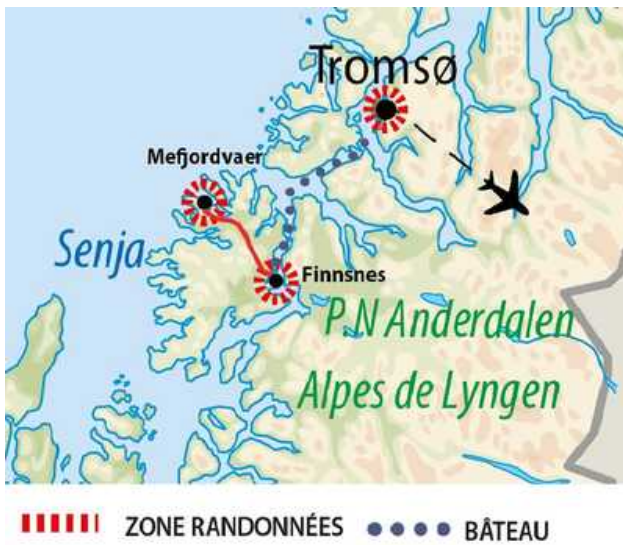 Tromsø
Mefjordvaer
Senja
Finnsnes
P.N Anderdalen
Alpes de Lyngen
ZONE RANDONNÉES
BÂTEAU